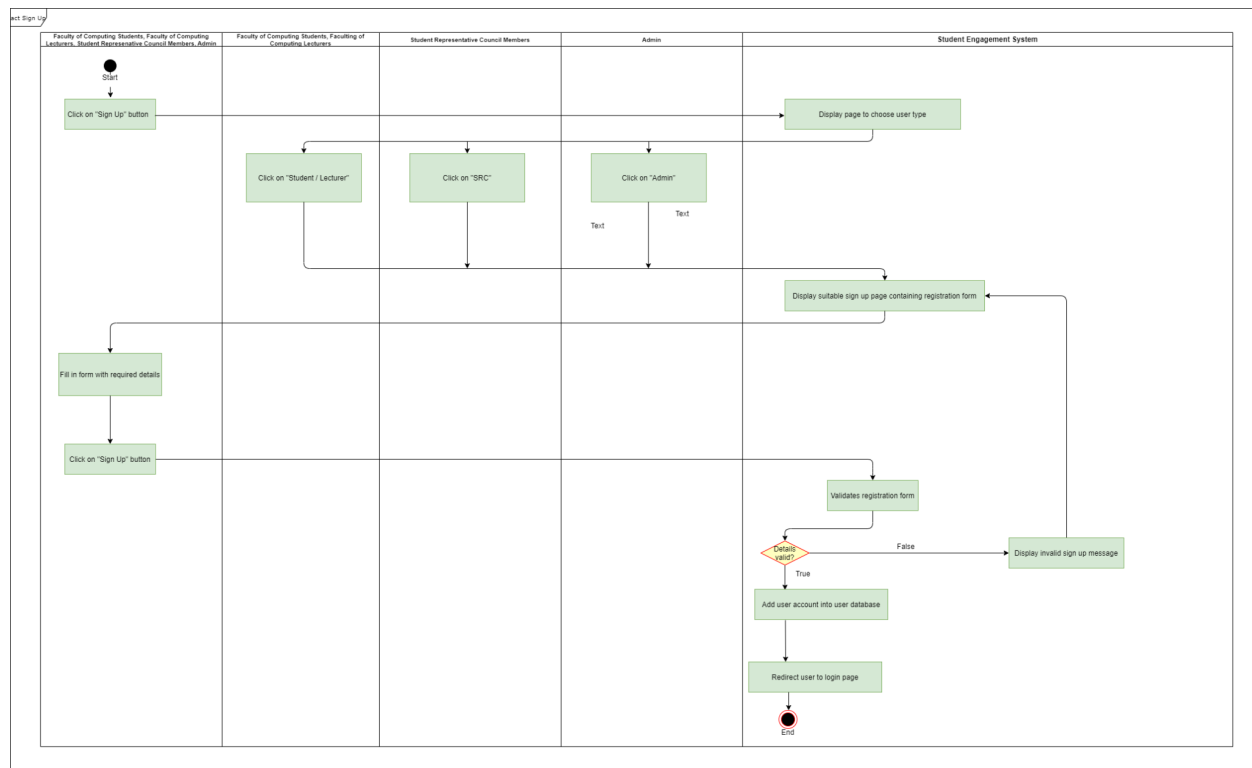 act Sign Up
Faculty of Computing Students, Faculty of Computing
Lecturers, Student Represenative Council Members, Admin
Faculty of Computing Students, Faculting of
Computing Lecturers
Student Representative Council Members
Admin
Student Engagement System
Start
Click on "Sign Up" button
Display page to choose user type
Click on "Student / Lecturer"
Click on "SRC"
Click on "Admin"
Text
Text
Display suitable sign up page containing registration form
Fill in form with required details
Click on "Sign Up" button
Validates registration form
Details
valid?
False
Display invalid sign up message
True
Add user account into user database
Redirect user to login page
End